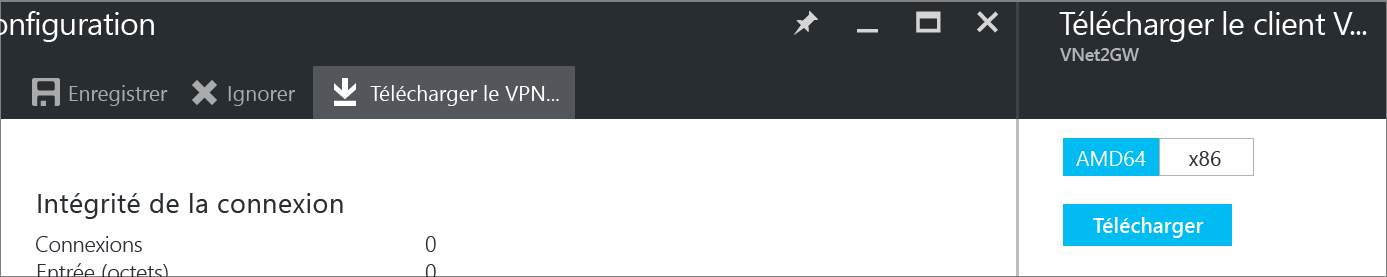 onfiguration
Enregistrer Ignorer Télécharger le VPN...
Intégrité de la connexion
Connexions 0
Entrée (octets) 0
Télécharger le client V...
VNet2GW
AMD64 x86
Télécharger